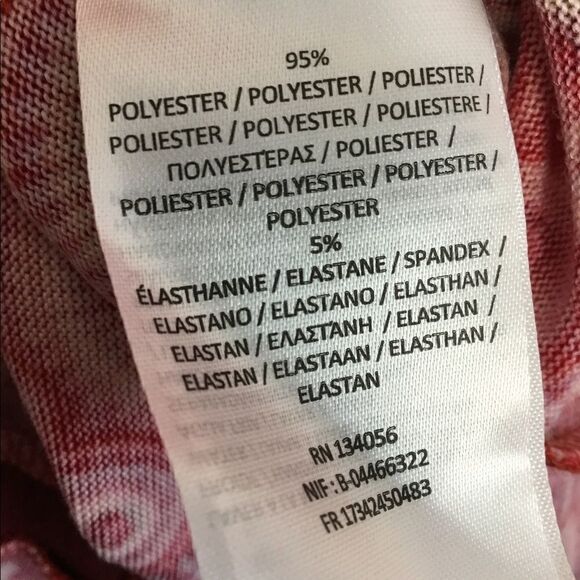 95%
POLYESTER / POLYESTER / POLIESTER /
POLIESTER / POLYESTER / POLIESTERE /
ΠΟΛΥΕΣΤΕΡΑΣ / POLIESTER /
POLIESTER / POLYESTER / POLYESTER /
POLYESTER
5%
ÉLASTHANNE / ELASTANE / SPANDEX /
ELASTANO / ELASTANO / ELASTHAN /
ELASTAN / ΕΛΑΣΤΑΝΗ / ELASTAN /
ELASTAN / ELASTAAN / ELASTHAN /
ELASTAN
RN 134056
NIF: B-04466322
FR 17342450483